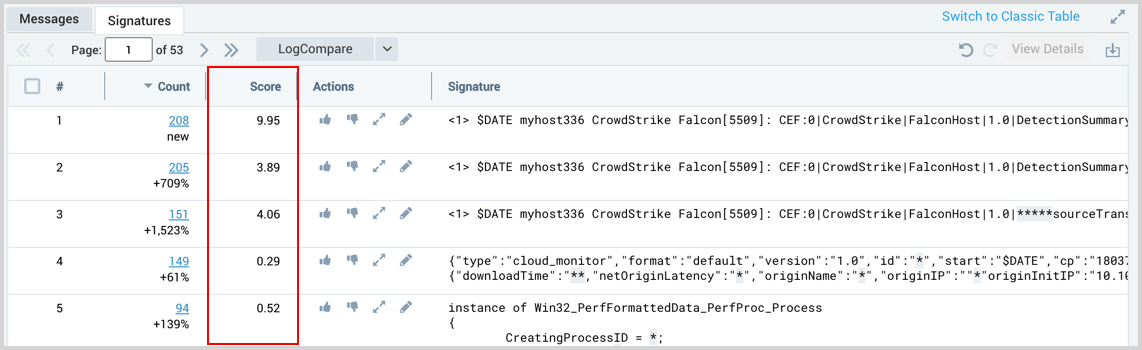 Messages
Signatures
Switch to Classic Table
Page: 1 of 53
LogCompare
View Details
# Count Score Actions Signature
1 208 9.95 <1> $DATE myhost336 CrowdStrike Falcon[5509]: CEF:0|CrowdStrike|FalconHost|1.0|DetectionSummary
new
2 205 3.89 <1> $DATE myhost336 CrowdStrike Falcon[5509]: CEF:0|CrowdStrike|FalconHost|1.0|DetectionSummary
+709%
3 151 4.06 <1> $DATE myhost336 CrowdStrike Falcon[5509]: CEF:0|CrowdStrike|FalconHost|1.0|*****sourceTrans
+1,523%
4 149 0.29 {"type":"cloud_monitor","format":"default","version":"1.0","id":"*","start":"$DATE","cp":"18037
+61% {"downloadTime":"**,"netOriginLatency":"*","originName":"*","originIP":""*"originInitIP":"10.10
5 94 0.52 instance of Win32_PerfFormattedData_PerfProc_Process
+139% {
CreatingProcessID = *;